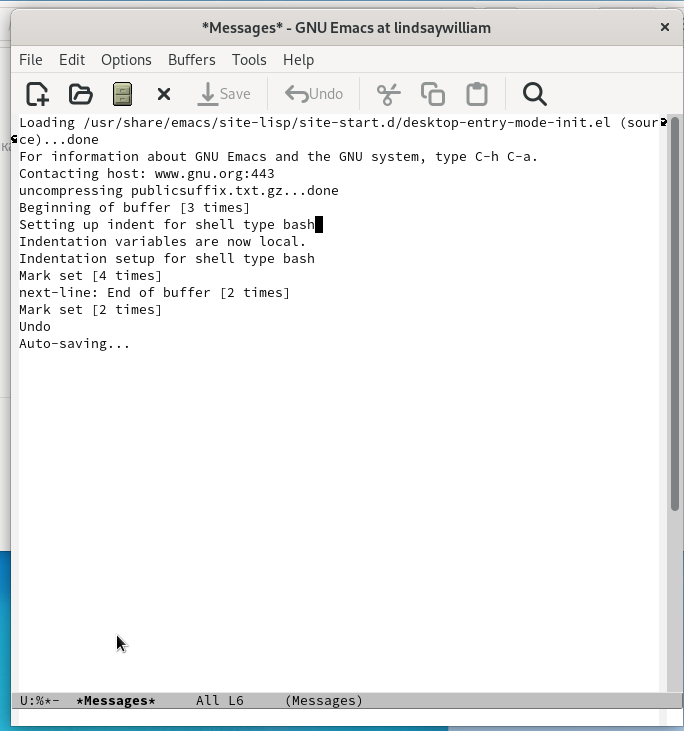 *Messages* - GNU Emacs at lindsaywilliam
File Edit Options Buffers Tools Help
Save Undo
Loading /usr/share/emacs/site-lisp/site-start.d/desktop-entry-mode-init.el (sour
ce)...done
For information about GNU Emacs and the GNU system, type C-h C-a.
Contacting host: www.gnu.org:443
uncompressing publicsuffix.txt.gz...done
Beginning of buffer [3 times]
Setting up indent for shell type bash
Indentation variables are now local.
Indentation setup for shell type bash
Mark set [4 times]
next-line: End of buffer [2 times]
Mark set [2 times]
Undo
Auto-saving...
U:%*- *Messages* All L6 (Messages)